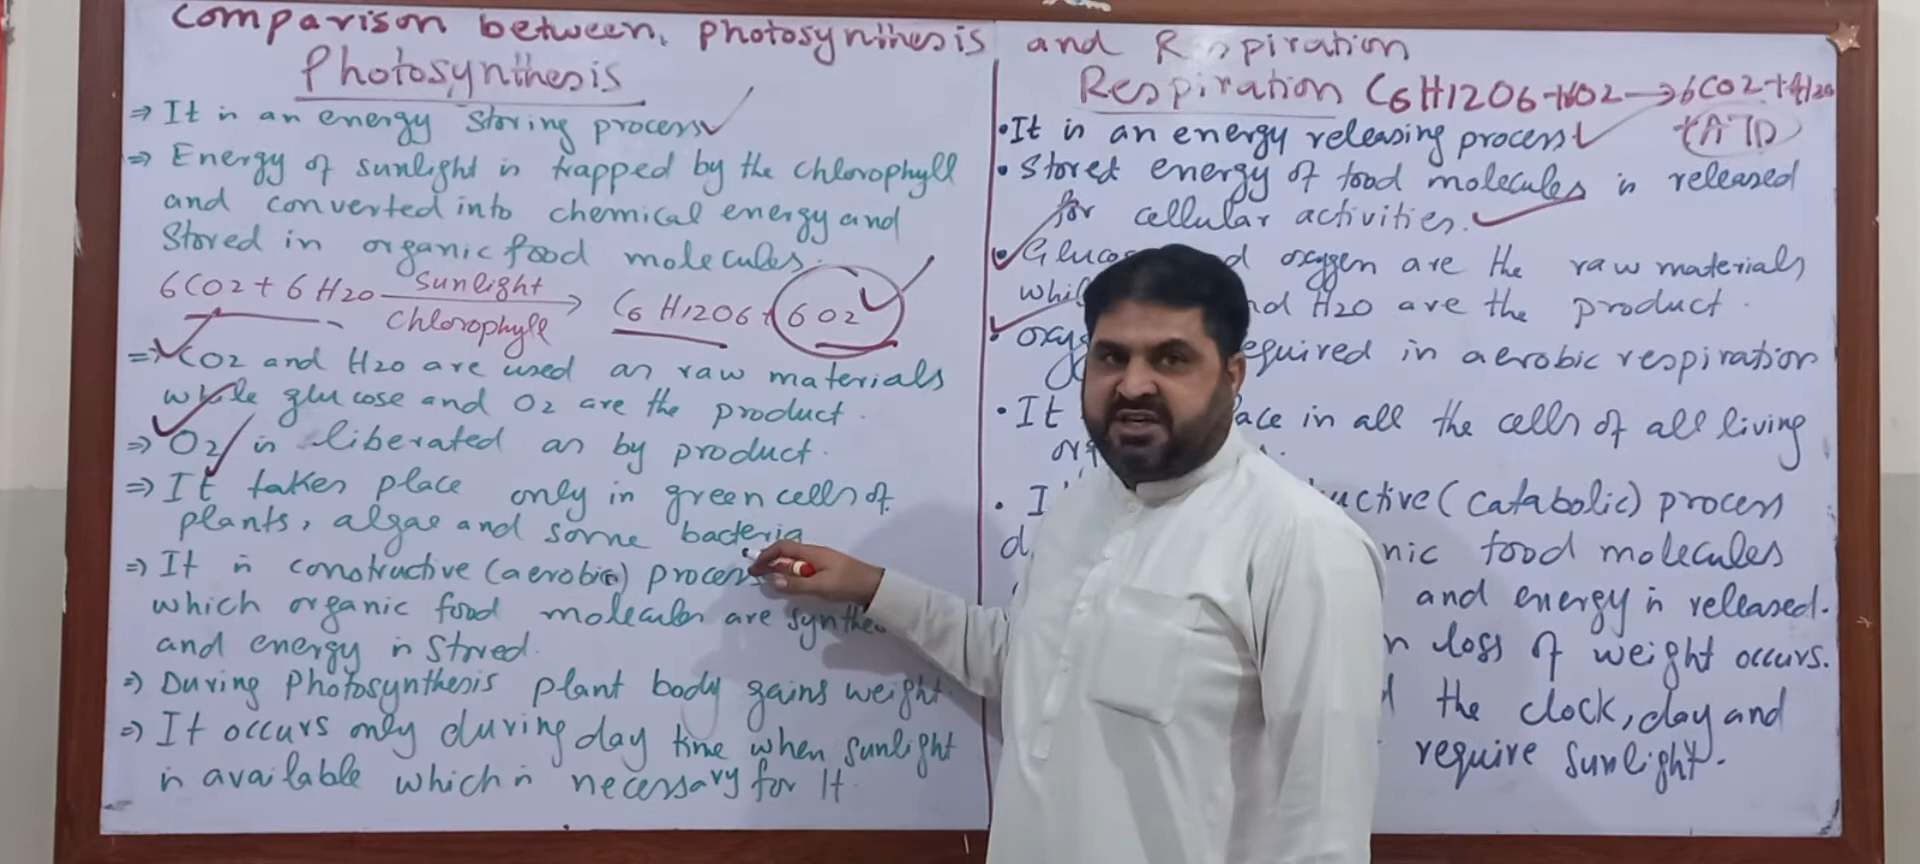 Comparison between photosynthesis and Respiration
Photosynthesis
⇒ It is an energy storing process
⇒ Energy of sunlight is trapped by the chlorophyll
and converted into chemical energy and
Stored in organic food molecules.
6CO2 + 6H2O Sunlight → C6H12O6 + 6O2
chlorophyll
⇒ CO2 and H2O are used as raw materials
while glucose and O2 are the product.
⇒ O2 is liberated as by product.
⇒ It takes place only in green cells of
plants, algae and some bacteria
⇒ It is constructive (aerobic) process
which organic food molecules are
and energy is stored.
⇒ During Photosynthesis plant body gains weight.
⇒ It occurs only during day time when sunlight
is available which is necessary for It.
Respiration C6H12O6 + 6O2 → 6CO2 +
• It is an energy releasing process
• Stored energy of food molecules is released
for cellular activities.
• oxygen are the raw materials
H2O are the product.
• required in aerobic respiration
• It in all the cells of all living
• (catabolic) process
food molecules
and energy is released.
loss of weight occurs.
the clock, day and
require sunlight.